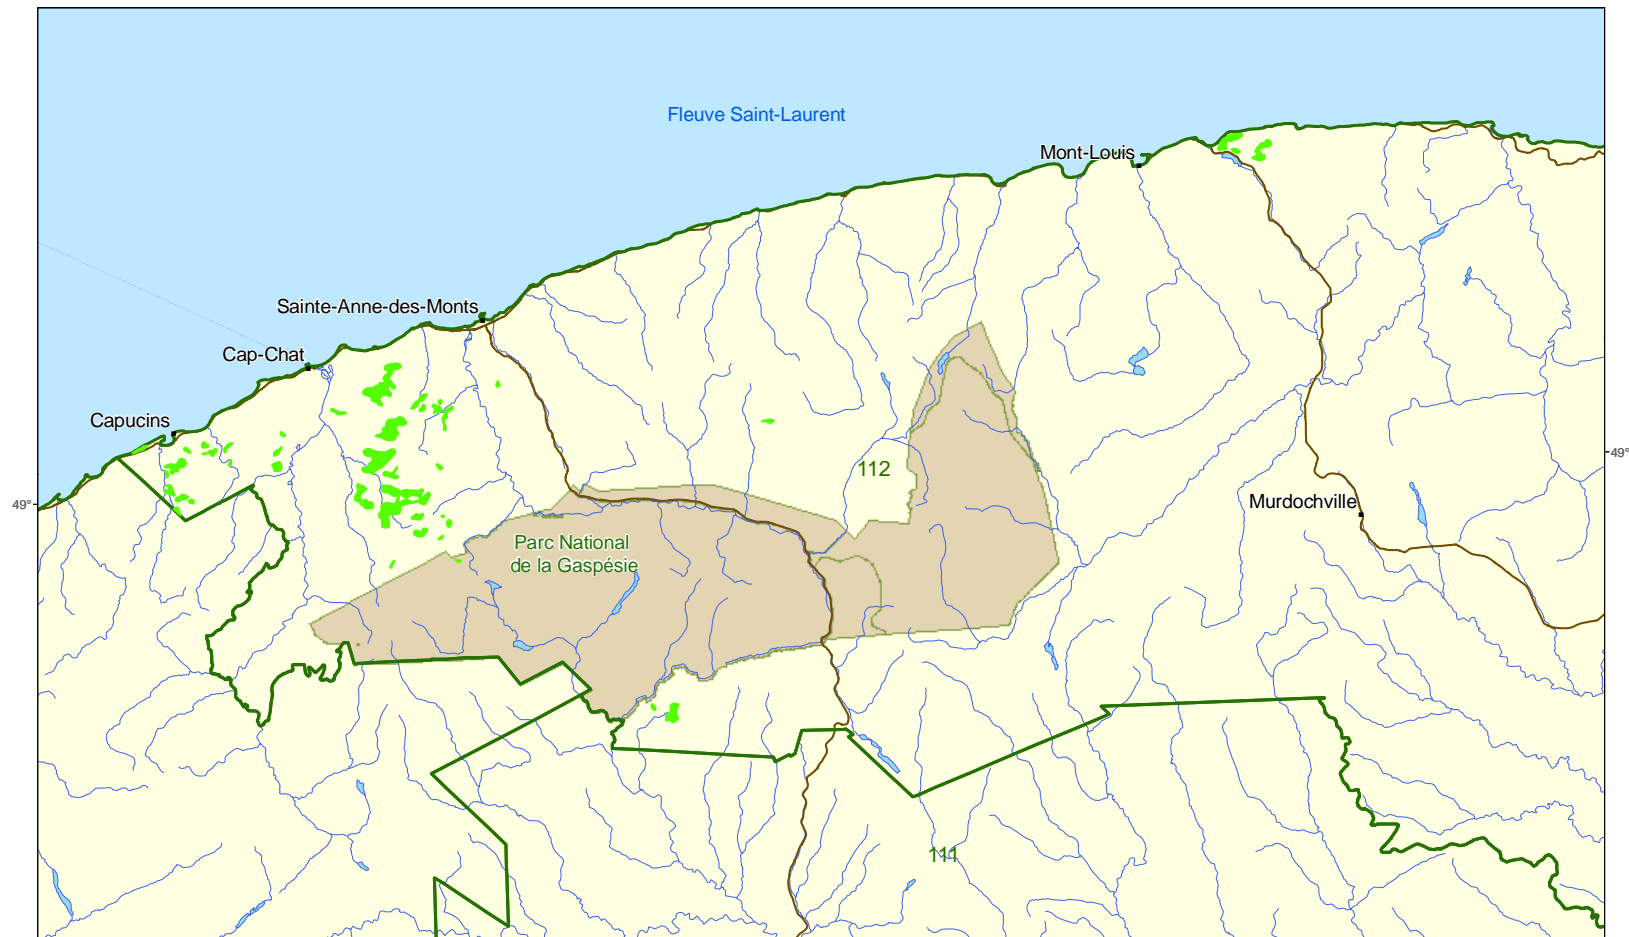 Fleuve Saint-Laurent
Mont-Louis
Sainte-Anne-des-Monts
Cap-Chat
Capucins
112
49°
49°
Murdochville
Parc National
de la Gaspésie
111